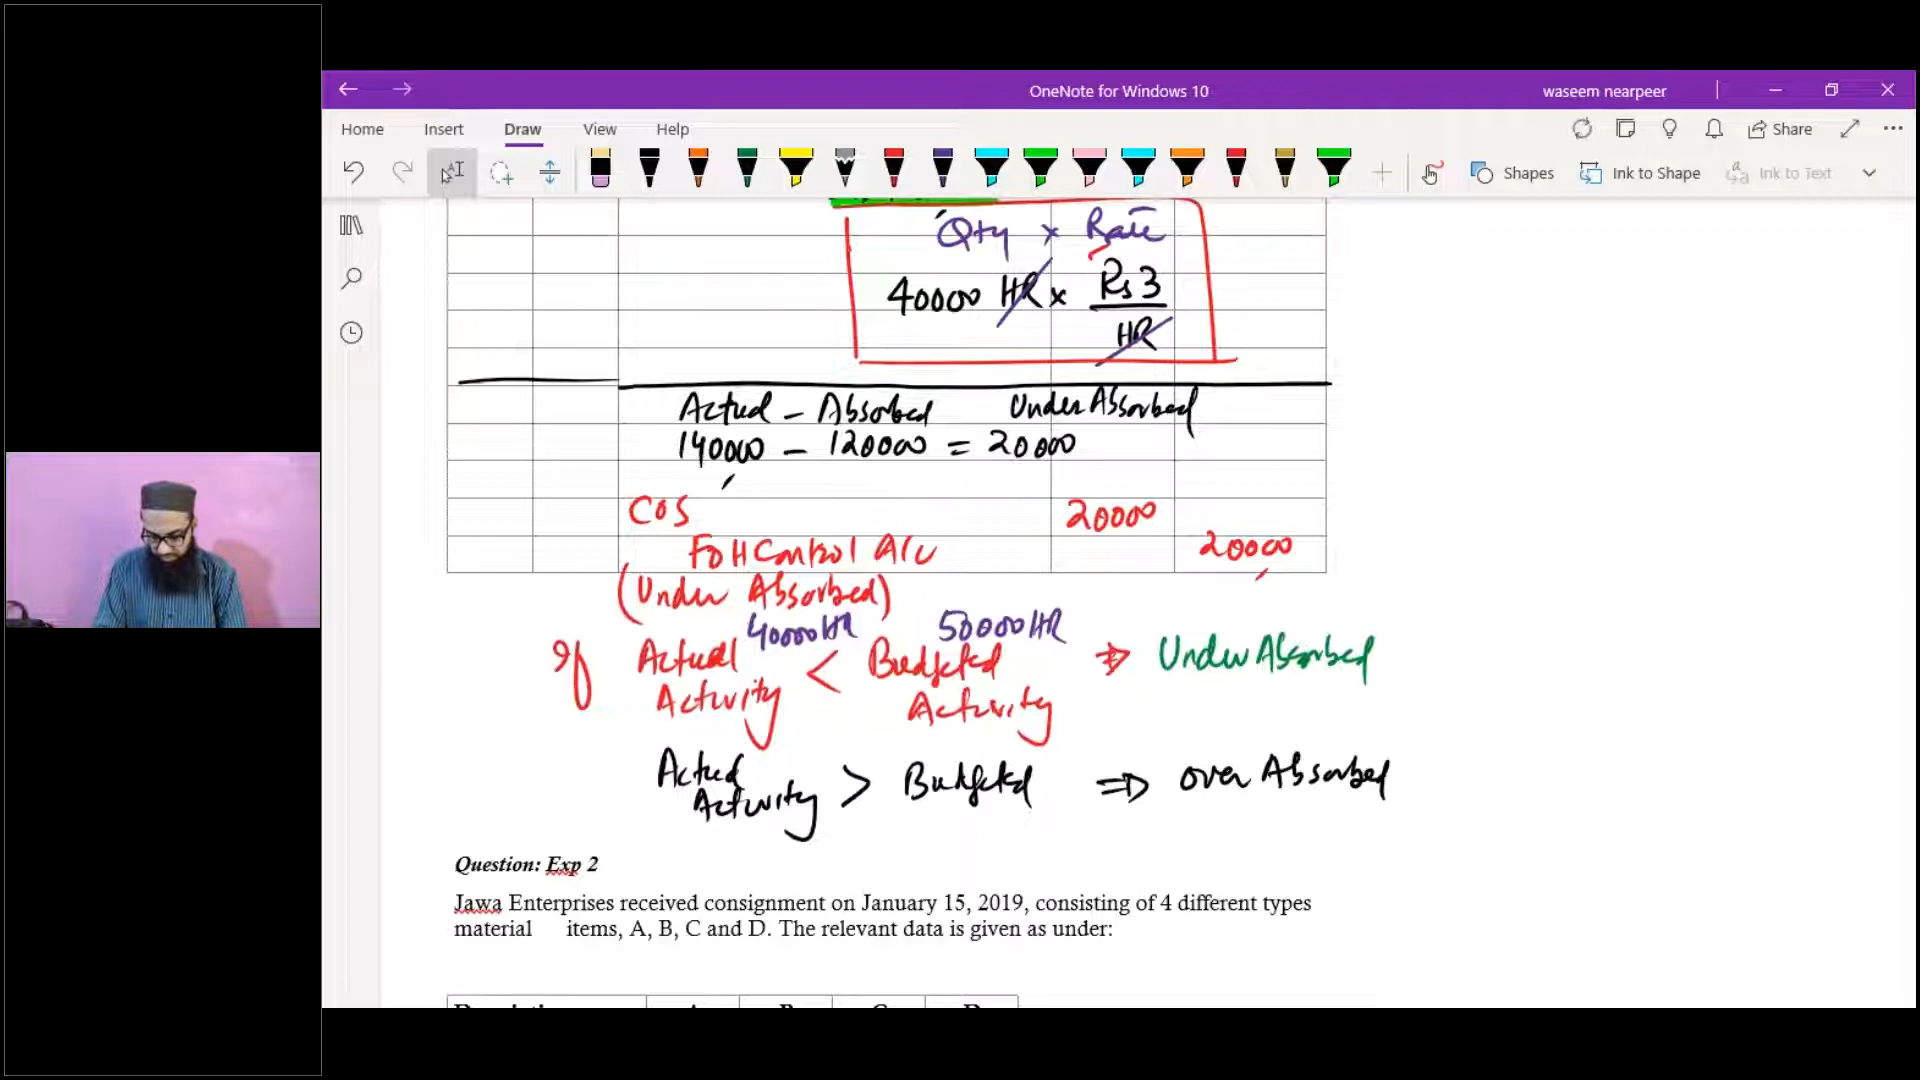 OneNote for Windows 10
waseem nearpeer
Home Insert Draw View Help
Share
Shapes Ink to Shape Ink to Text
Qty x Rate
40000 HR x Rs 3
HR
Actual - Absorbed Under Absorbed
140000 - 120000 = 20000
COS 20000
FOH Control A/c 20000
(Under Absorbed)
40000 HR 50000 HR
If Actual < Budgeted ⇒ Under Absorbed
Activity Activity
Actual
Activity > Budgeted ⇒ over Absorbed
Question: Exp 2
Jawa Enterprises received consignment on January 15, 2019, consisting of 4 different types
material items, A, B, C and D. The relevant data is given as under: